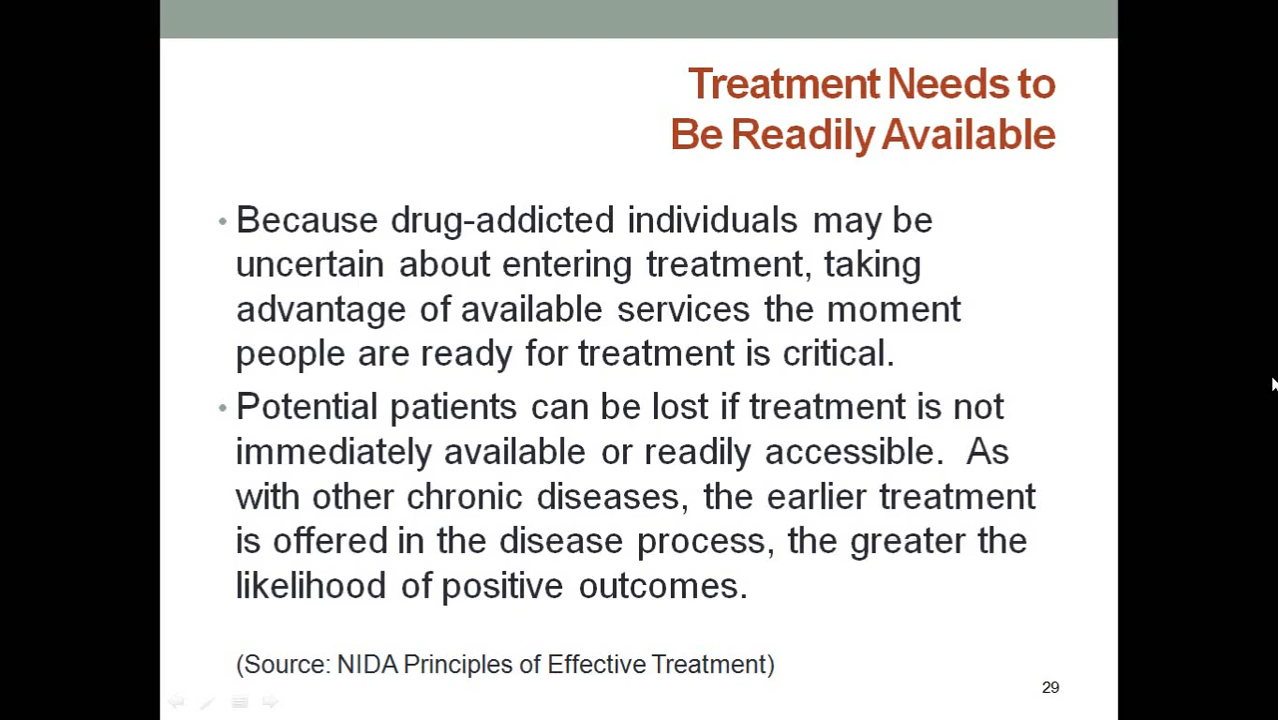 Treatment Needs to
Be Readily Available
• Because drug-addicted individuals may be
uncertain about entering treatment, taking
advantage of available services the moment
people are ready for treatment is critical.
• Potential patients can be lost if treatment is not
immediately available or readily accessible.  As
with other chronic diseases, the earlier treatment
is offered in the disease process, the greater the
likelihood of positive outcomes.
(Source: NIDA Principles of Effective Treatment)
29